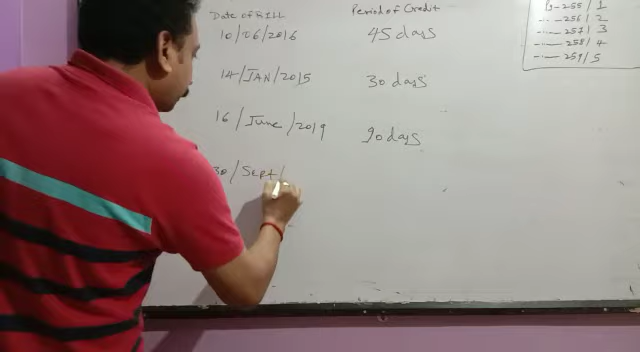 Date of BILL Period of Credit
10/06/2016 45 days
14/JAN/2015 30 days
16/June/2019 90 days
30/Sept/
P-255/1
-256/2
-257/3
-258/4
-259/5